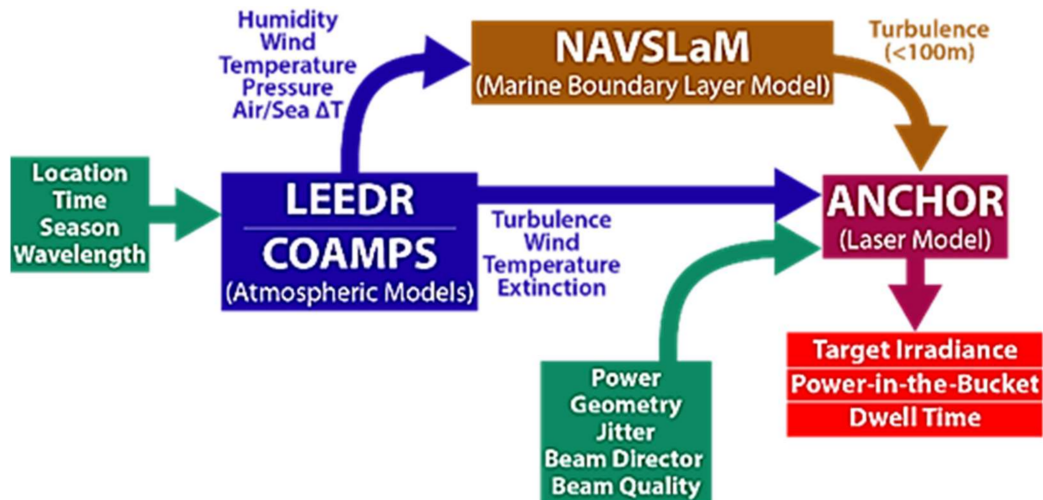 Humidity
Wind
Temperature
Pressure
Air/Sea ΔT
NAVSLaM
(Marine Boundary Layer Model)
Turbulence
(<100m)
Location
Time
Season
Wavelength
LEEDR
COAMPS
(Atmospheric Models)
Turbulence
Wind
Temperature
Extinction
ANCHOR
(Laser Model)
Power
Geometry
Jitter
Beam Director
Beam Quality
Target Irradiance
Power-in-the-Bucket
Dwell Time